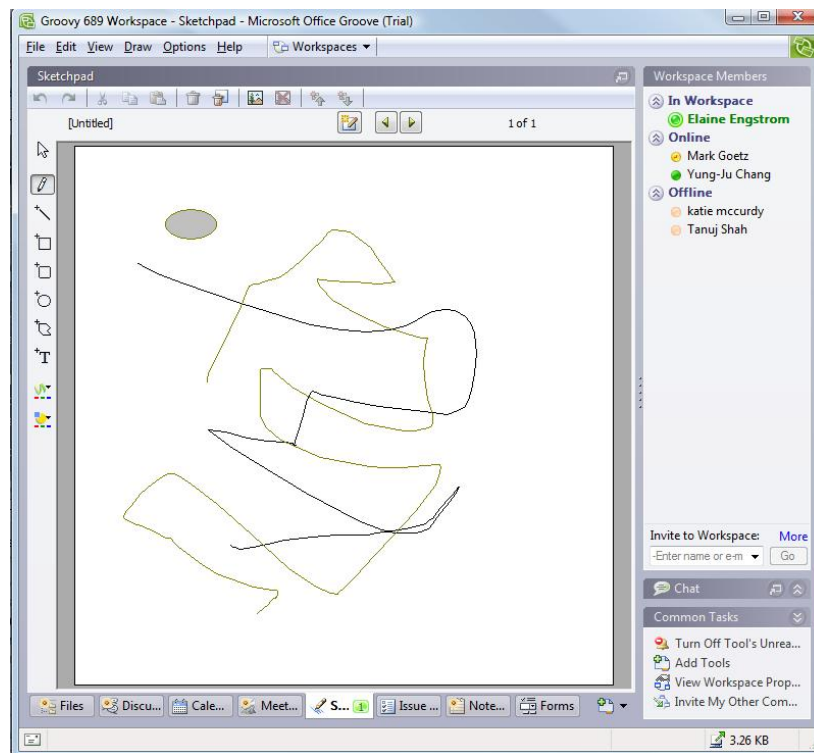 Groovy 689 Workspace - Sketchpad - Microsoft Office Groove (Trial)
File Edit View Draw Options Help Workspaces
Sketchpad
[Untitled]
1 of 1
T
Files
Discu...
Cale...
Meet...
S...
1
Issue ...
Note...
Forms
Workspace Members
In Workspace
Elaine Engstrom
Online
Mark Goetz
Yung-Ju Chang
Offline
katie mccurdy
Tanuj Shah
Invite to Workspace: More
-Enter name or e-m Go
Chat
Common Tasks
Turn Off Tool's Unrea...
Add Tools
View Workspace Prop...
Invite My Other Com...
3.26 KB